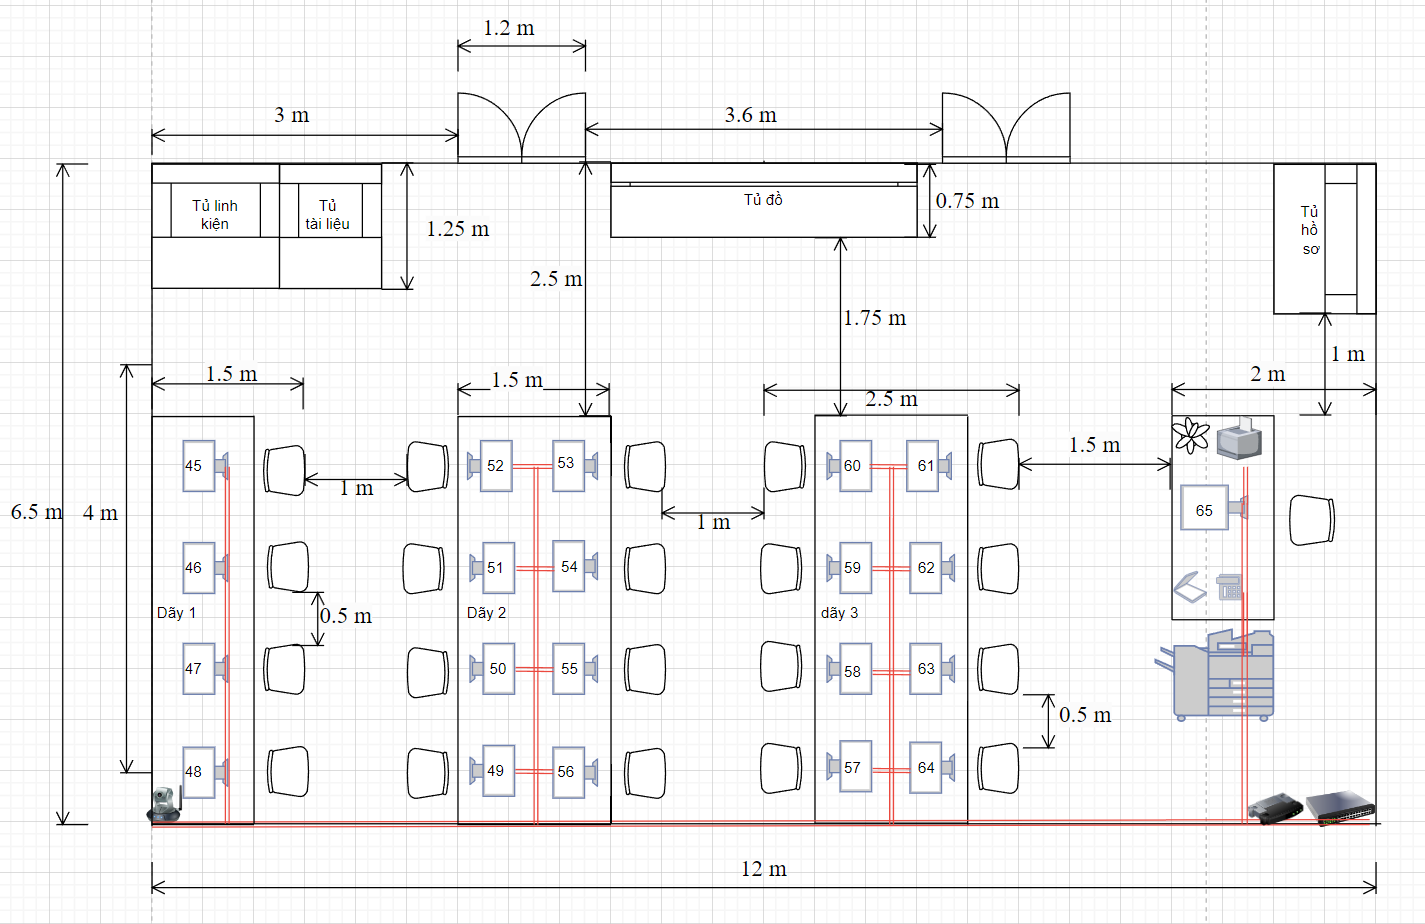 1.2 m
3 m
3.6 m
Tủ linh
kiện
Tủ
tài liệu
1.25 m
Tủ đồ
0.75 m
Tủ
hồ
sơ
2.5 m
1.75 m
1 m
1.5 m
1.5 m
2.5 m
2 m
45
52
53
60
61
1.5 m
1 m
6.5 m
4 m
1 m
65
46
51
54
59
62
Dãy 1
0.5 m
Dãy 2
dãy 3
47
50
55
58
63
0.5 m
48
49
56
57
64
12 m